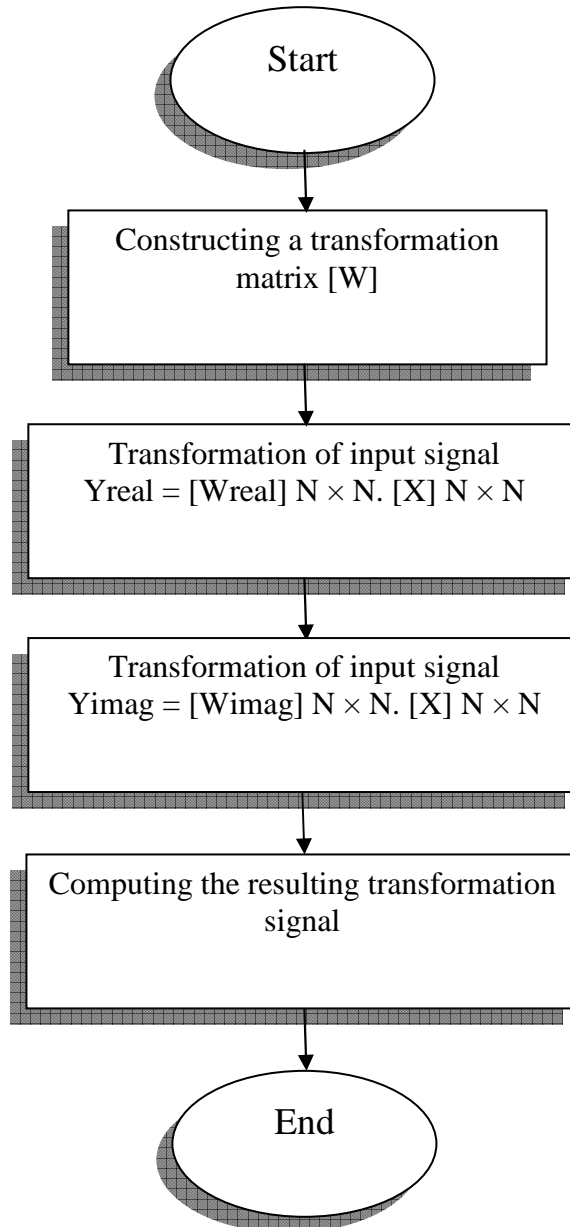 Start
Constructing a transformation
matrix [W]
Transformation of input signal
Yreal = [Wreal] N × N. [X] N × N
Transformation of input signal
Yimag = [Wimag] N × N. [X] N × N
Computing the resulting transformation
signal
End